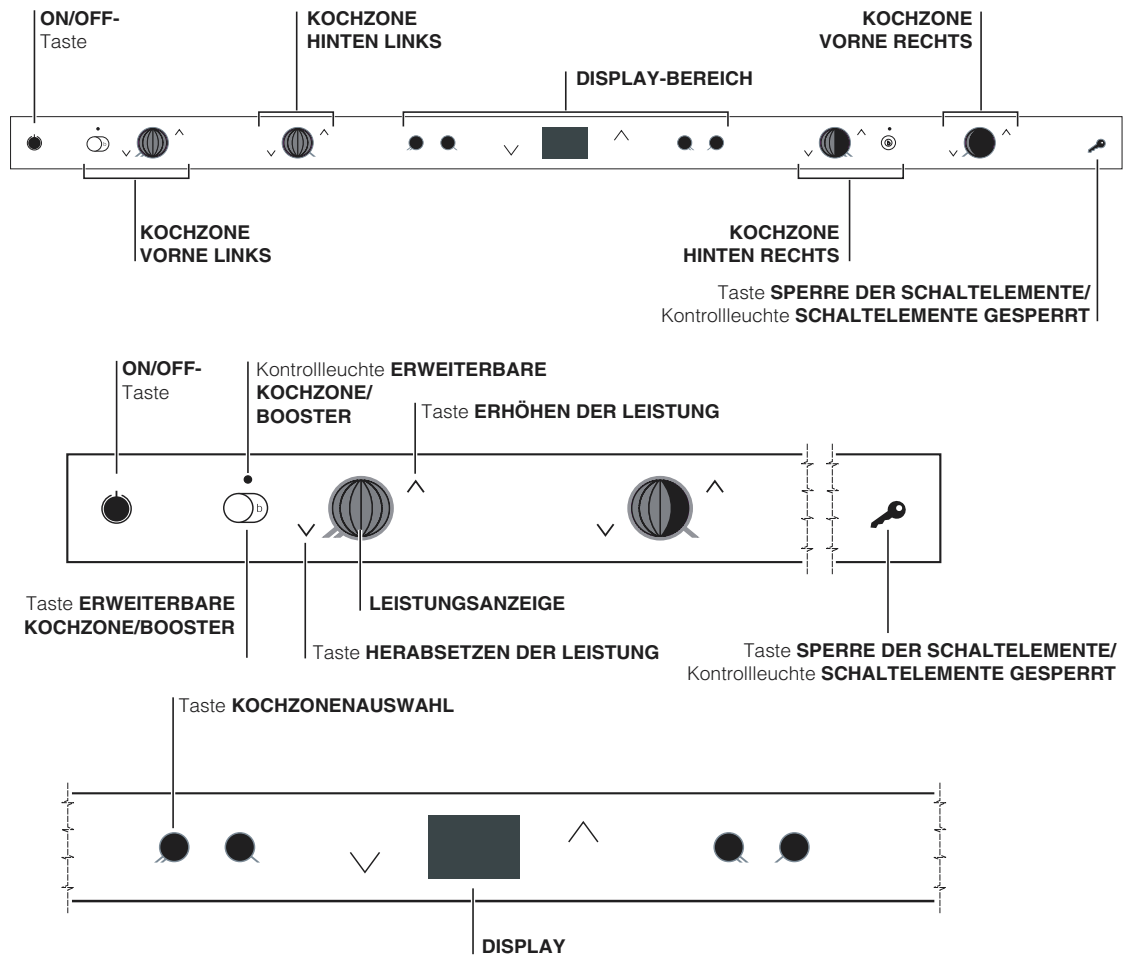 ON/OFF-
Taste
KOCHZONE
HINTEN LINKS
KOCHZONE
VORNE RECHTS
DISPLAY-BEREICH
b
KOCHZONE
VORNE LINKS
KOCHZONE
HINTEN RECHTS
Taste SPERRE DER SCHALTELEMENTE/
Kontrollleuchte SCHALTELEMENTE GESPERRT
ON/OFF-
Taste
Kontrollleuchte ERWEITERBARE
KOCHZONE/
BOOSTER
Taste ERHÖHEN DER LEISTUNG
b
Taste ERWEITERBARE
KOCHZONE/BOOSTER
LEISTUNGSANZEIGE
Taste HERABSETZEN DER LEISTUNG
Taste SPERRE DER SCHALTELEMENTE/
Kontrollleuchte SCHALTELEMENTE GESPERRT
Taste KOCHZONENAUSWAHL
DISPLAY